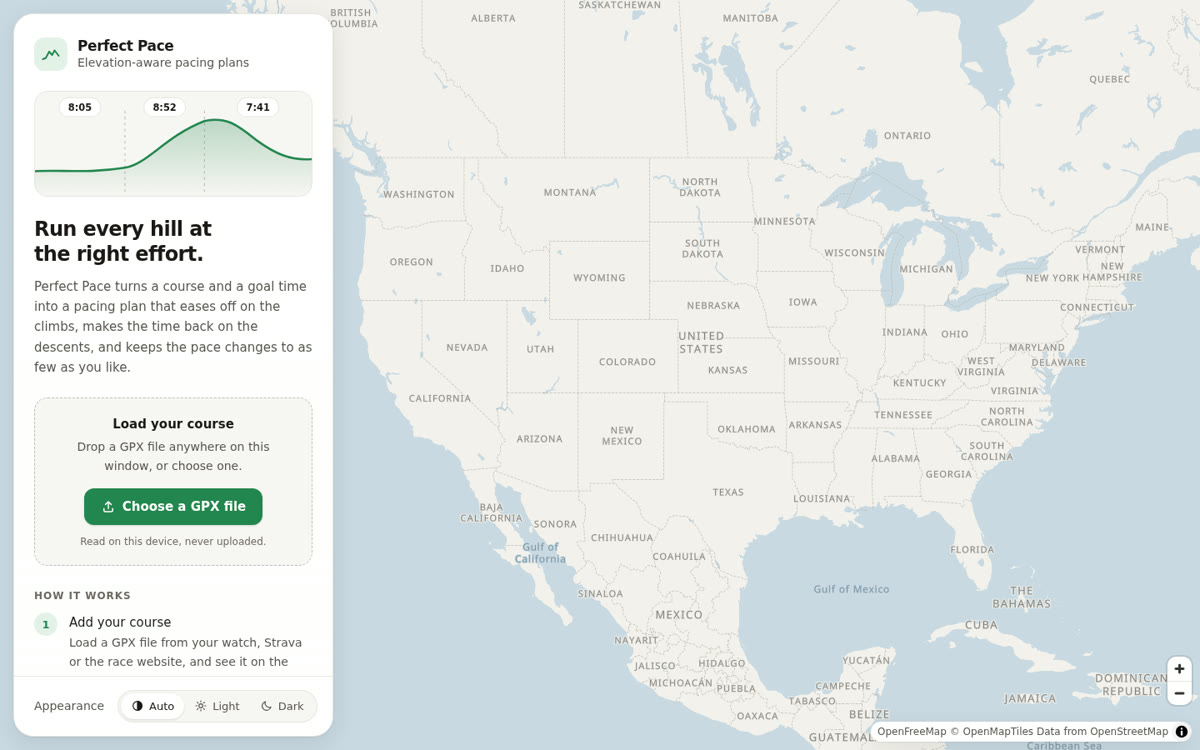 Perfect Pace
Elevation-aware pacing plans
8:05
8:52
7:41
Run every hill at
the right effort.
Perfect Pace turns a course and a goal time
into a pacing plan that eases off on the
climbs, makes the time back on the
descents, and keeps the pace changes to as
few as you like.
Load your course
Drop a GPX file anywhere on this
window, or choose one.
Choose a GPX file
Read on this device, never uploaded.
HOW IT WORKS
1
Add your course
Load a GPX file from your watch, Strava
or the race website, and see it on the
Appearance
Auto
Light
Dark
BRITISH
OLUMBIA
ALBERTA
SASKATCHEWAN
MANITOBA
QUEBEC
ONTARIO
WASHINGTON
MONTANA
NORTH
DAKOTA
MINNESOTA
MAINE
OREGON
IDAHO
WYOMING
SOUTH
DAKOTA
WISCONSIN
MICHIGAN
VERMONT
NEW YORK
NEW
HAMPSHIRE
NEBRASKA
IOWA
CONNECTICUT
NEVADA
UTAH
COLORADO
UNITED
STATES
KANSAS
MISSOURI
INDIANA
OHIO
WEST
VIRGINIA
MARYLAND
DELAWARE
KENTUCKY
VIRGINIA
CALIFORNIA
ARIZONA
NEW
MEXICO
OKLAHOMA
ARKANSAS
TENNESSEE
NORTH
CAROLINA
SOUTH
CAROLINA
ALABAMA
GEORGIA
TEXAS
LOUISIANA
BAJA
CALIFORNIA
SONORA
CHIHUAHUA
COAHUILA
Gulf of
California
FLORIDA
SINALOA
Gulf of Mexico
THE
BAHAMAS
MEXICO
CUBA
NAYARIT
JALISCO
HIDALGO
YUCATÁN
MICHOACÁN
PUEBLA
CAMPECHE
TABASCO
OAXACA
BELIZE
JAMAICA
DOMINICAN
REPUBLIC
GUATEMAL
Caribbean Sea
+
−
OpenFreeMap © OpenMapTiles Data from OpenStreetMap